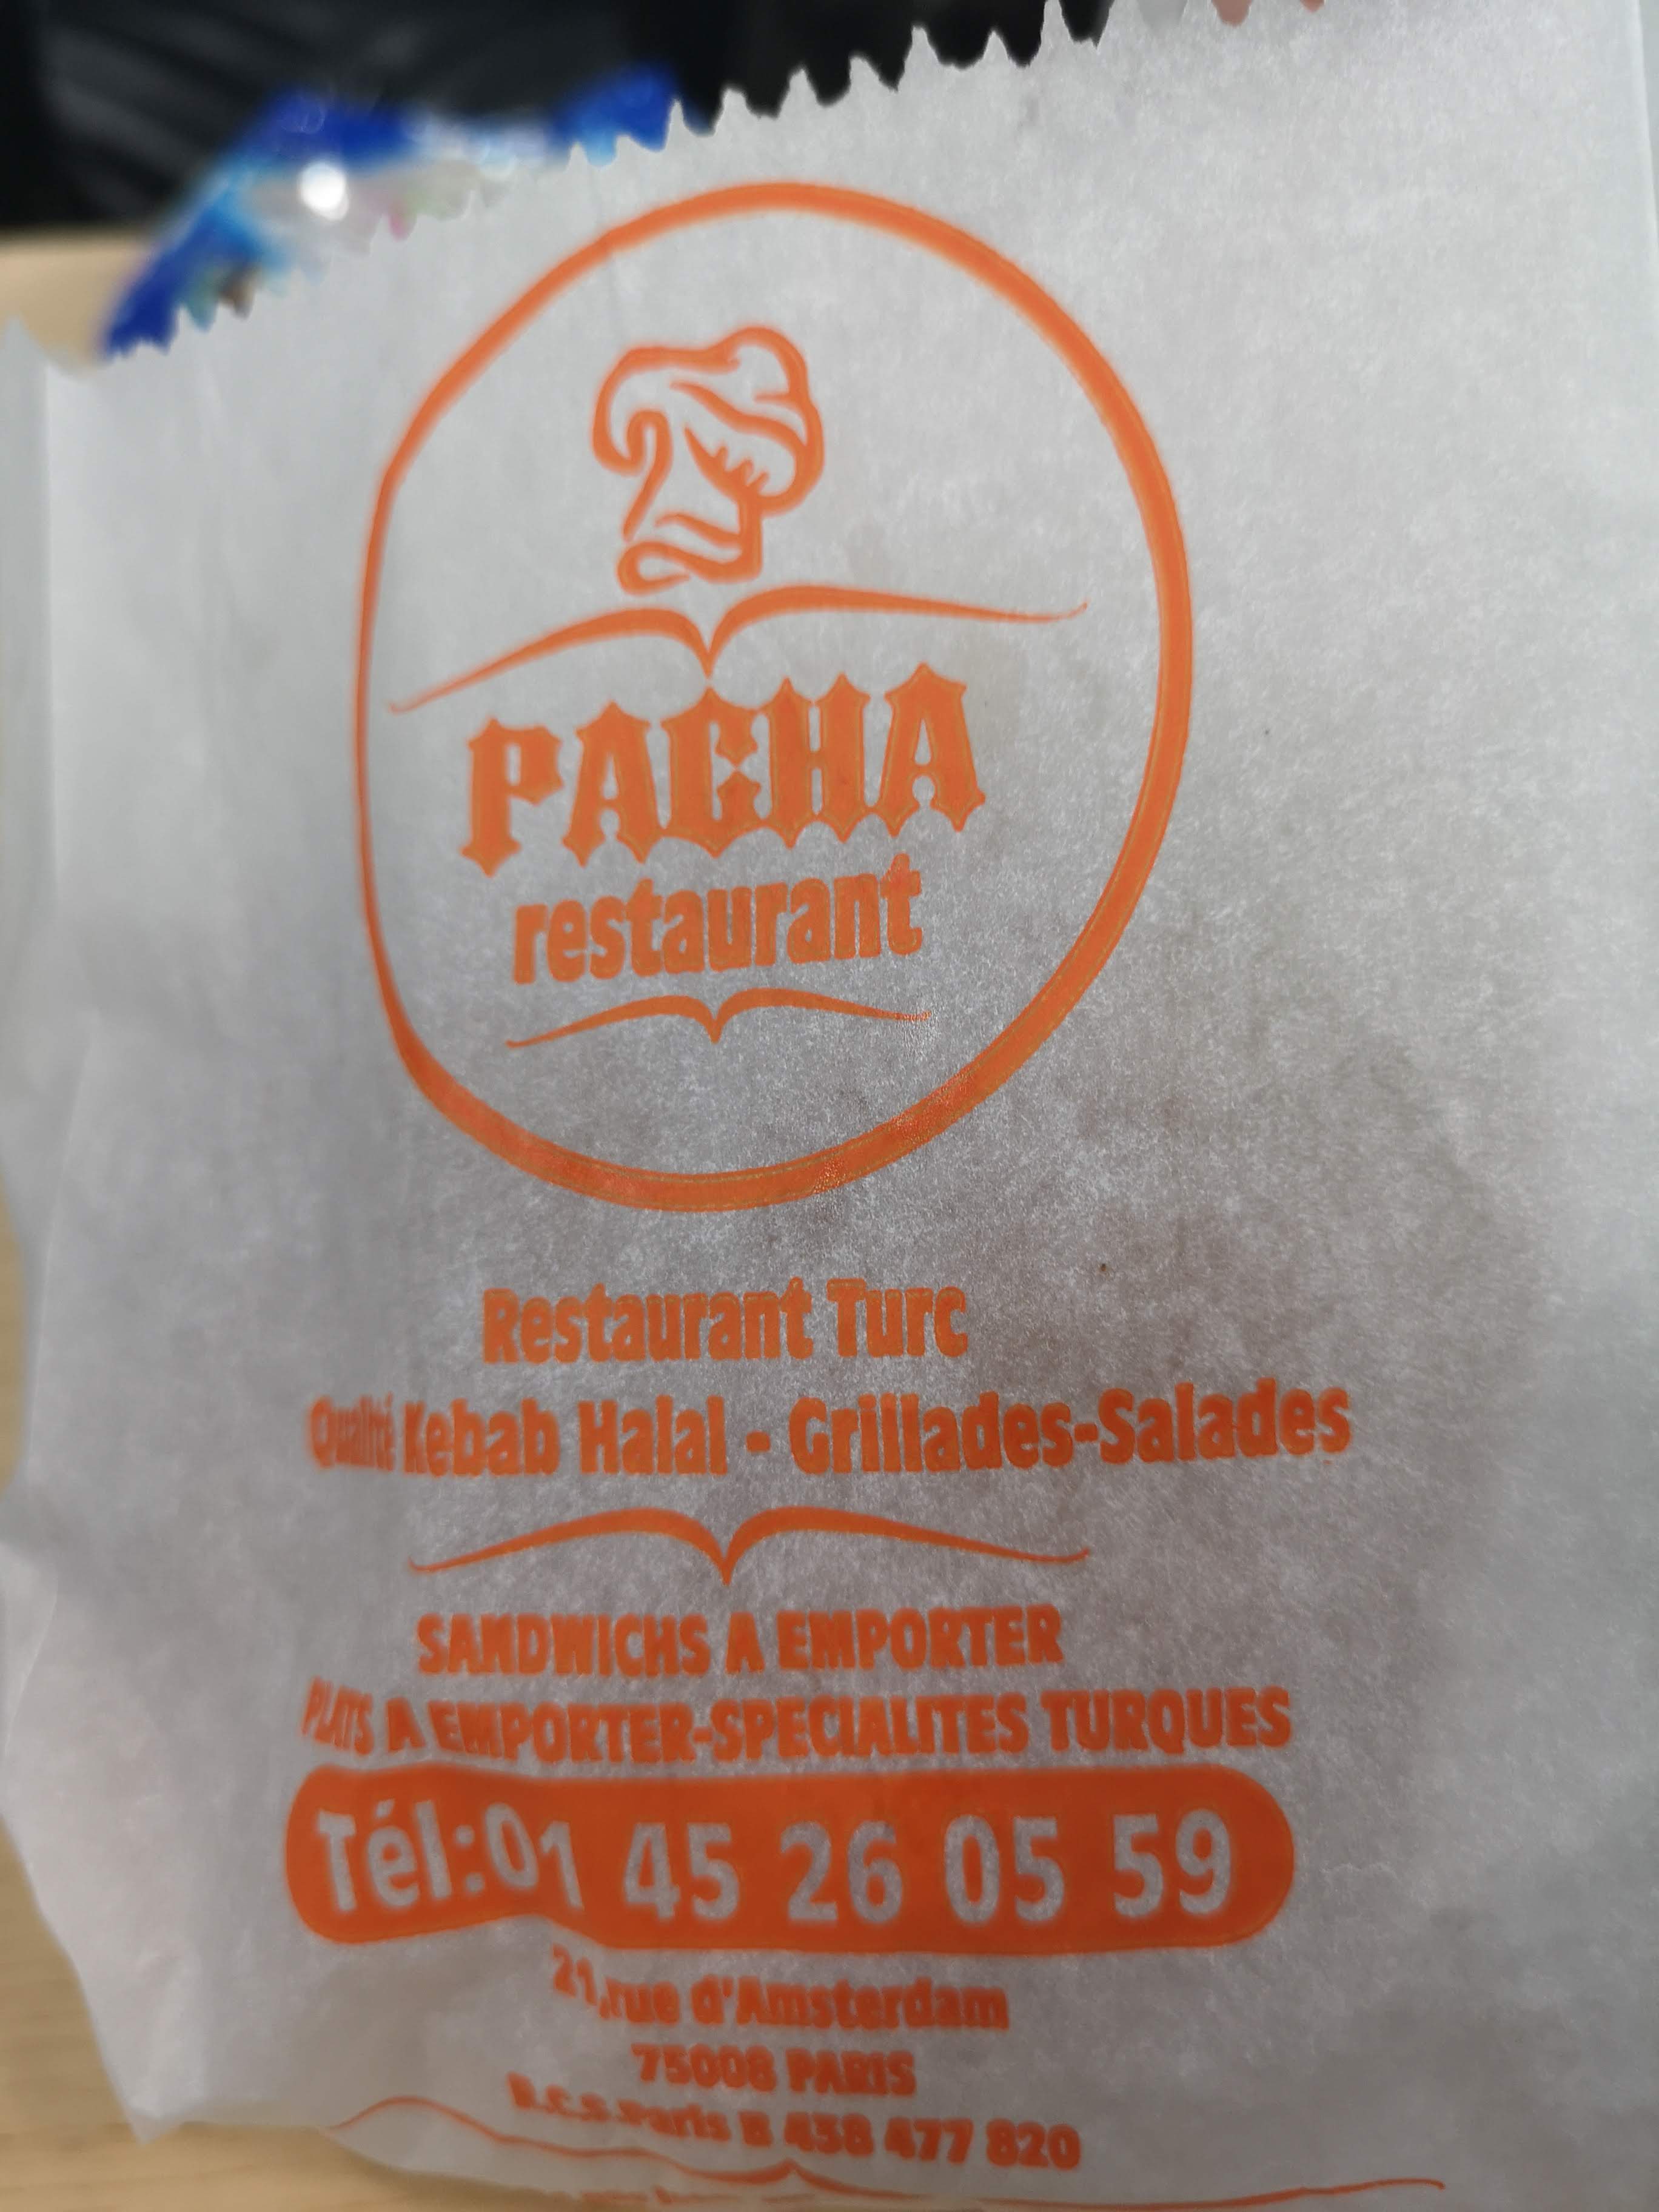 PACHA
restaurant
Restaurant Turc
Qualité Kebab Halal - Grillades-Salades
SANDWICHS A EMPORTER
PLATS A EMPORTER-SPECIALITES TURQUES
Tél:01 45 26 05 59
21,rue d'Amsterdam
75008 PARIS
R.C.S.Paris B 438 477 820